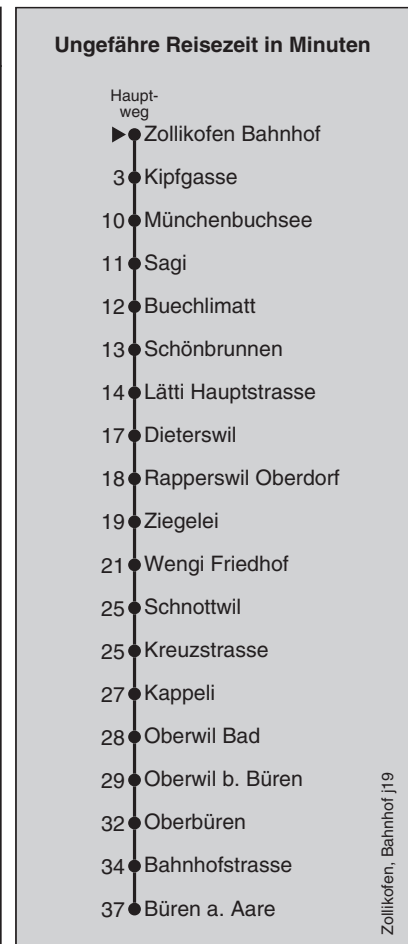 Ungefähre Reisezeit in Minuten
Haupt-
weg
Zollikofen Bahnhof
3 Kipfgasse
10 Münchenbuchsee
11 Sagi
12 Buechlimatt
13 Schönbrunnen
14 Lätti Hauptstrasse
17 Dieterswil
18 Rapperswil Oberdorf
19 Ziegelei
21 Wengi Friedhof
25 Schnottwil
25 Kreuzstrasse
27 Kappeli
28 Oberwil Bad
29 Oberwil b. Büren
32 Oberbüren
34 Bahnhofstrasse
37 Büren a. Aare
Zollikofen, Bahnhof j19